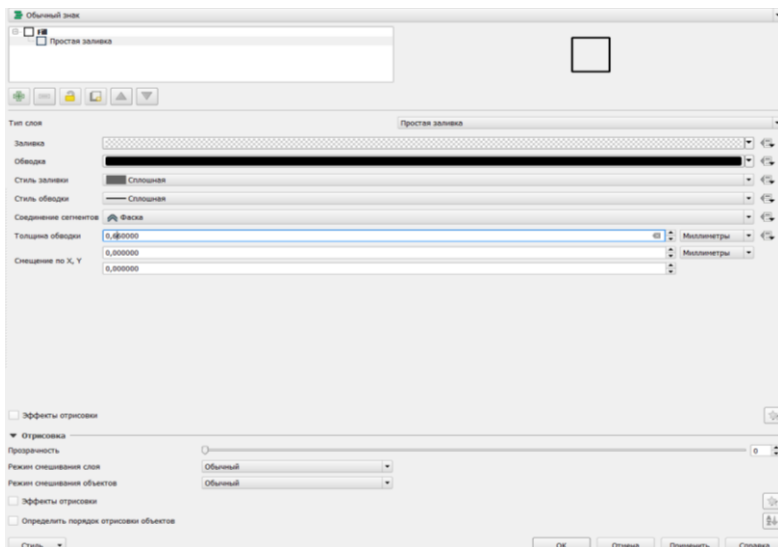 Обычный знак
Fill
Простая заливка
Тип слоя Простая заливка
Заливка
Обводка
Стиль заливки Сплошная
Стиль обводки Сплошная
Соединение сегментов Фаска
Толщина обводки 0,660000 Миллиметры
Смещение по X, Y 0,000000 Миллиметры
0,000000
Эффекты отрисовки
Отрисовка
Прозрачность 0
Режим смешивания слоя Обычный
Режим смешивания объектов Обычный
Эффекты отрисовки
Определить порядок отрисовки объектов
Стиль OK Отмена Применить Справка